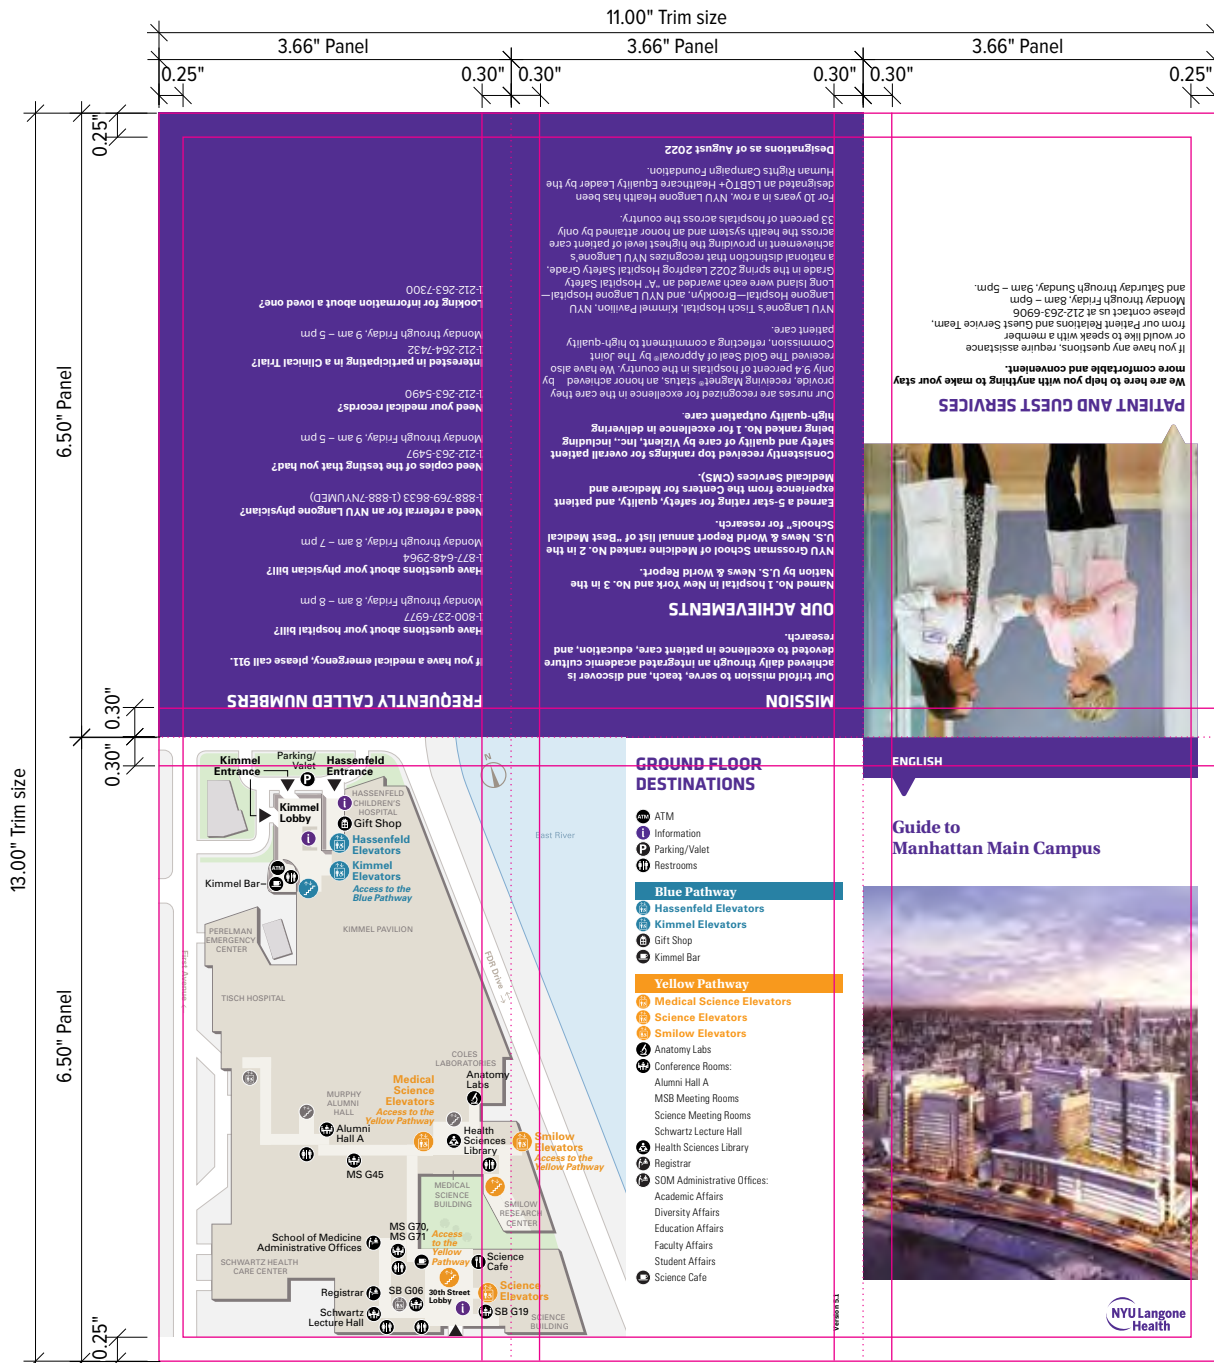 11.00" Trim size
3.66" Panel
3.66" Panel
3.66" Panel
0.25"
0.30"
0.30"
0.30"
0.30"
0.25"
13.00" Trim size
6.50" Panel
0.25"
0.30"
FREQUENTLY CALLED NUMBERS
If you have a medical emergency, please call 911.
Have questions about your hospital bill?
1-800-237-6977
Monday through Friday, 8 am – 8 pm
Have questions about your physician bill?
1-877-648-2964
Monday through Friday, 8 am – 7 pm
Need a referral for an NYU Langone physician?
1-888-769-8633 (1-888-7NYUMED)
Need copies of the testing that you had?
1-212-263-5497
Monday through Friday, 9 am – 5 pm
Need your medical records?
1-212-263-5490
Interested in participating in a Clinical Trial?
1-212-264-7432
Monday through Friday, 9 am – 5 pm
Looking for information about a loved one?
1-212-263-7300
MISSION
Our trifold mission to serve, teach, and discover is
achieved daily through an integrated academic culture
devoted to excellence in patient care, education, and
research.
OUR ACHIEVEMENTS
Named No. 1 hospital in New York and No. 3 in the
Nation by U.S. News & World Report.
NYU Grossman School of Medicine ranked No. 2 in the
U.S. News & World Report annual list of "Best Medical
Schools" for research.
Earned a 5-star rating for safety, quality, and patient
experience from the Centers for Medicare and
Medicaid Services (CMS).
Consistently received top rankings for overall patient
safety and quality of care by Vizient, Inc., including
being ranked No. 1 for excellence in delivering
high-quality outpatient care.
Our nurses are recognized for excellence in the care they
provide, receiving Magnet® status, an honor achieved by
only 9.4 percent of hospitals in the country. We have also
received The Gold Seal of Approval® by The Joint
Commission, reflecting a commitment to high-quality
patient care.
NYU Langone's Tisch Hospital, Kimmel Pavilion, NYU
Langone Hospital—Brooklyn, and NYU Langone Hospital—
Long Island were each awarded an "A" Hospital Safety
Grade in the spring 2022 Leapfrog Hospital Safety Grade,
a national distinction that recognizes NYU Langone's
achievement in providing the highest level of patient care
across the health system and an honor attained by only
33 percent of hospitals across the country.
For 10 years in a row, NYU Langone Health has been
designated an LGBTQ+ Healthcare Equality Leader by the
Human Rights Campaign Foundation.
Designations as of August 2022
PATIENT AND GUEST SERVICES
We are here to help you with anything to make your stay
more comfortable and convenient.
If you have any questions, require assistance
or would like to speak with a member
from our Patient Relations and Guest Service Team,
please contact us at 212-263-6906
Monday through Friday, 8am – 6pm
and Saturday through Sunday, 9am – 5pm.
6.50" Panel
0.30"
0.25"
Kimmel
Entrance
Parking/
Valet
P
Hassenfeld
Entrance
Kimmel
Lobby
HASSENFELD
CHILDREN'S
HOSPITAL
Gift Shop
Hassenfeld
Elevators
Kimmel
Elevators
Access to the
Blue Pathway
ATM
Kimmel Bar
KIMMEL PAVILION
PERELMAN
EMERGENCY
CENTER
TISCH HOSPITAL
First Avenue
FDR Drive
East River
N
COLES
LABORATORIES
Anatomy
Labs
Medical
Science
Elevators
Access to the
Yellow Pathway
MURPHY
ALUMNI
HALL
Alumni
Hall A
MS G45
Health
Sciences
Library
Smilow
Elevators
Access to the
Yellow Pathway
MEDICAL
SCIENCE
BUILDING
SMILOW
RESEARCH
CENTER
School of Medicine
Administrative Offices
MS G70,
MS G71
Access
to the
Yellow
Pathway
Science
Cafe
SCHWARTZ HEALTH
CARE CENTER
Registrar
SB G06
30th Street
Lobby
Science
Elevators
SB G19
Schwartz
Lecture Hall
SCIENCE
BUILDING
GROUND FLOOR
DESTINATIONS
ATM ATM
i Information
P Parking/Valet
Restrooms
Blue Pathway
Hassenfeld Elevators
Kimmel Elevators
Gift Shop
Kimmel Bar
Yellow Pathway
Medical Science Elevators
Science Elevators
Smilow Elevators
Anatomy Labs
Conference Rooms:
Alumni Hall A
MSB Meeting Rooms
Science Meeting Rooms
Schwartz Lecture Hall
Health Sciences Library
Registrar
SOM Administrative Offices:
Academic Affairs
Diversity Affairs
Education Affairs
Faculty Affairs
Student Affairs
Science Cafe
Version 5.1
ENGLISH
Guide to
Manhattan Main Campus
NYU Langone
Health